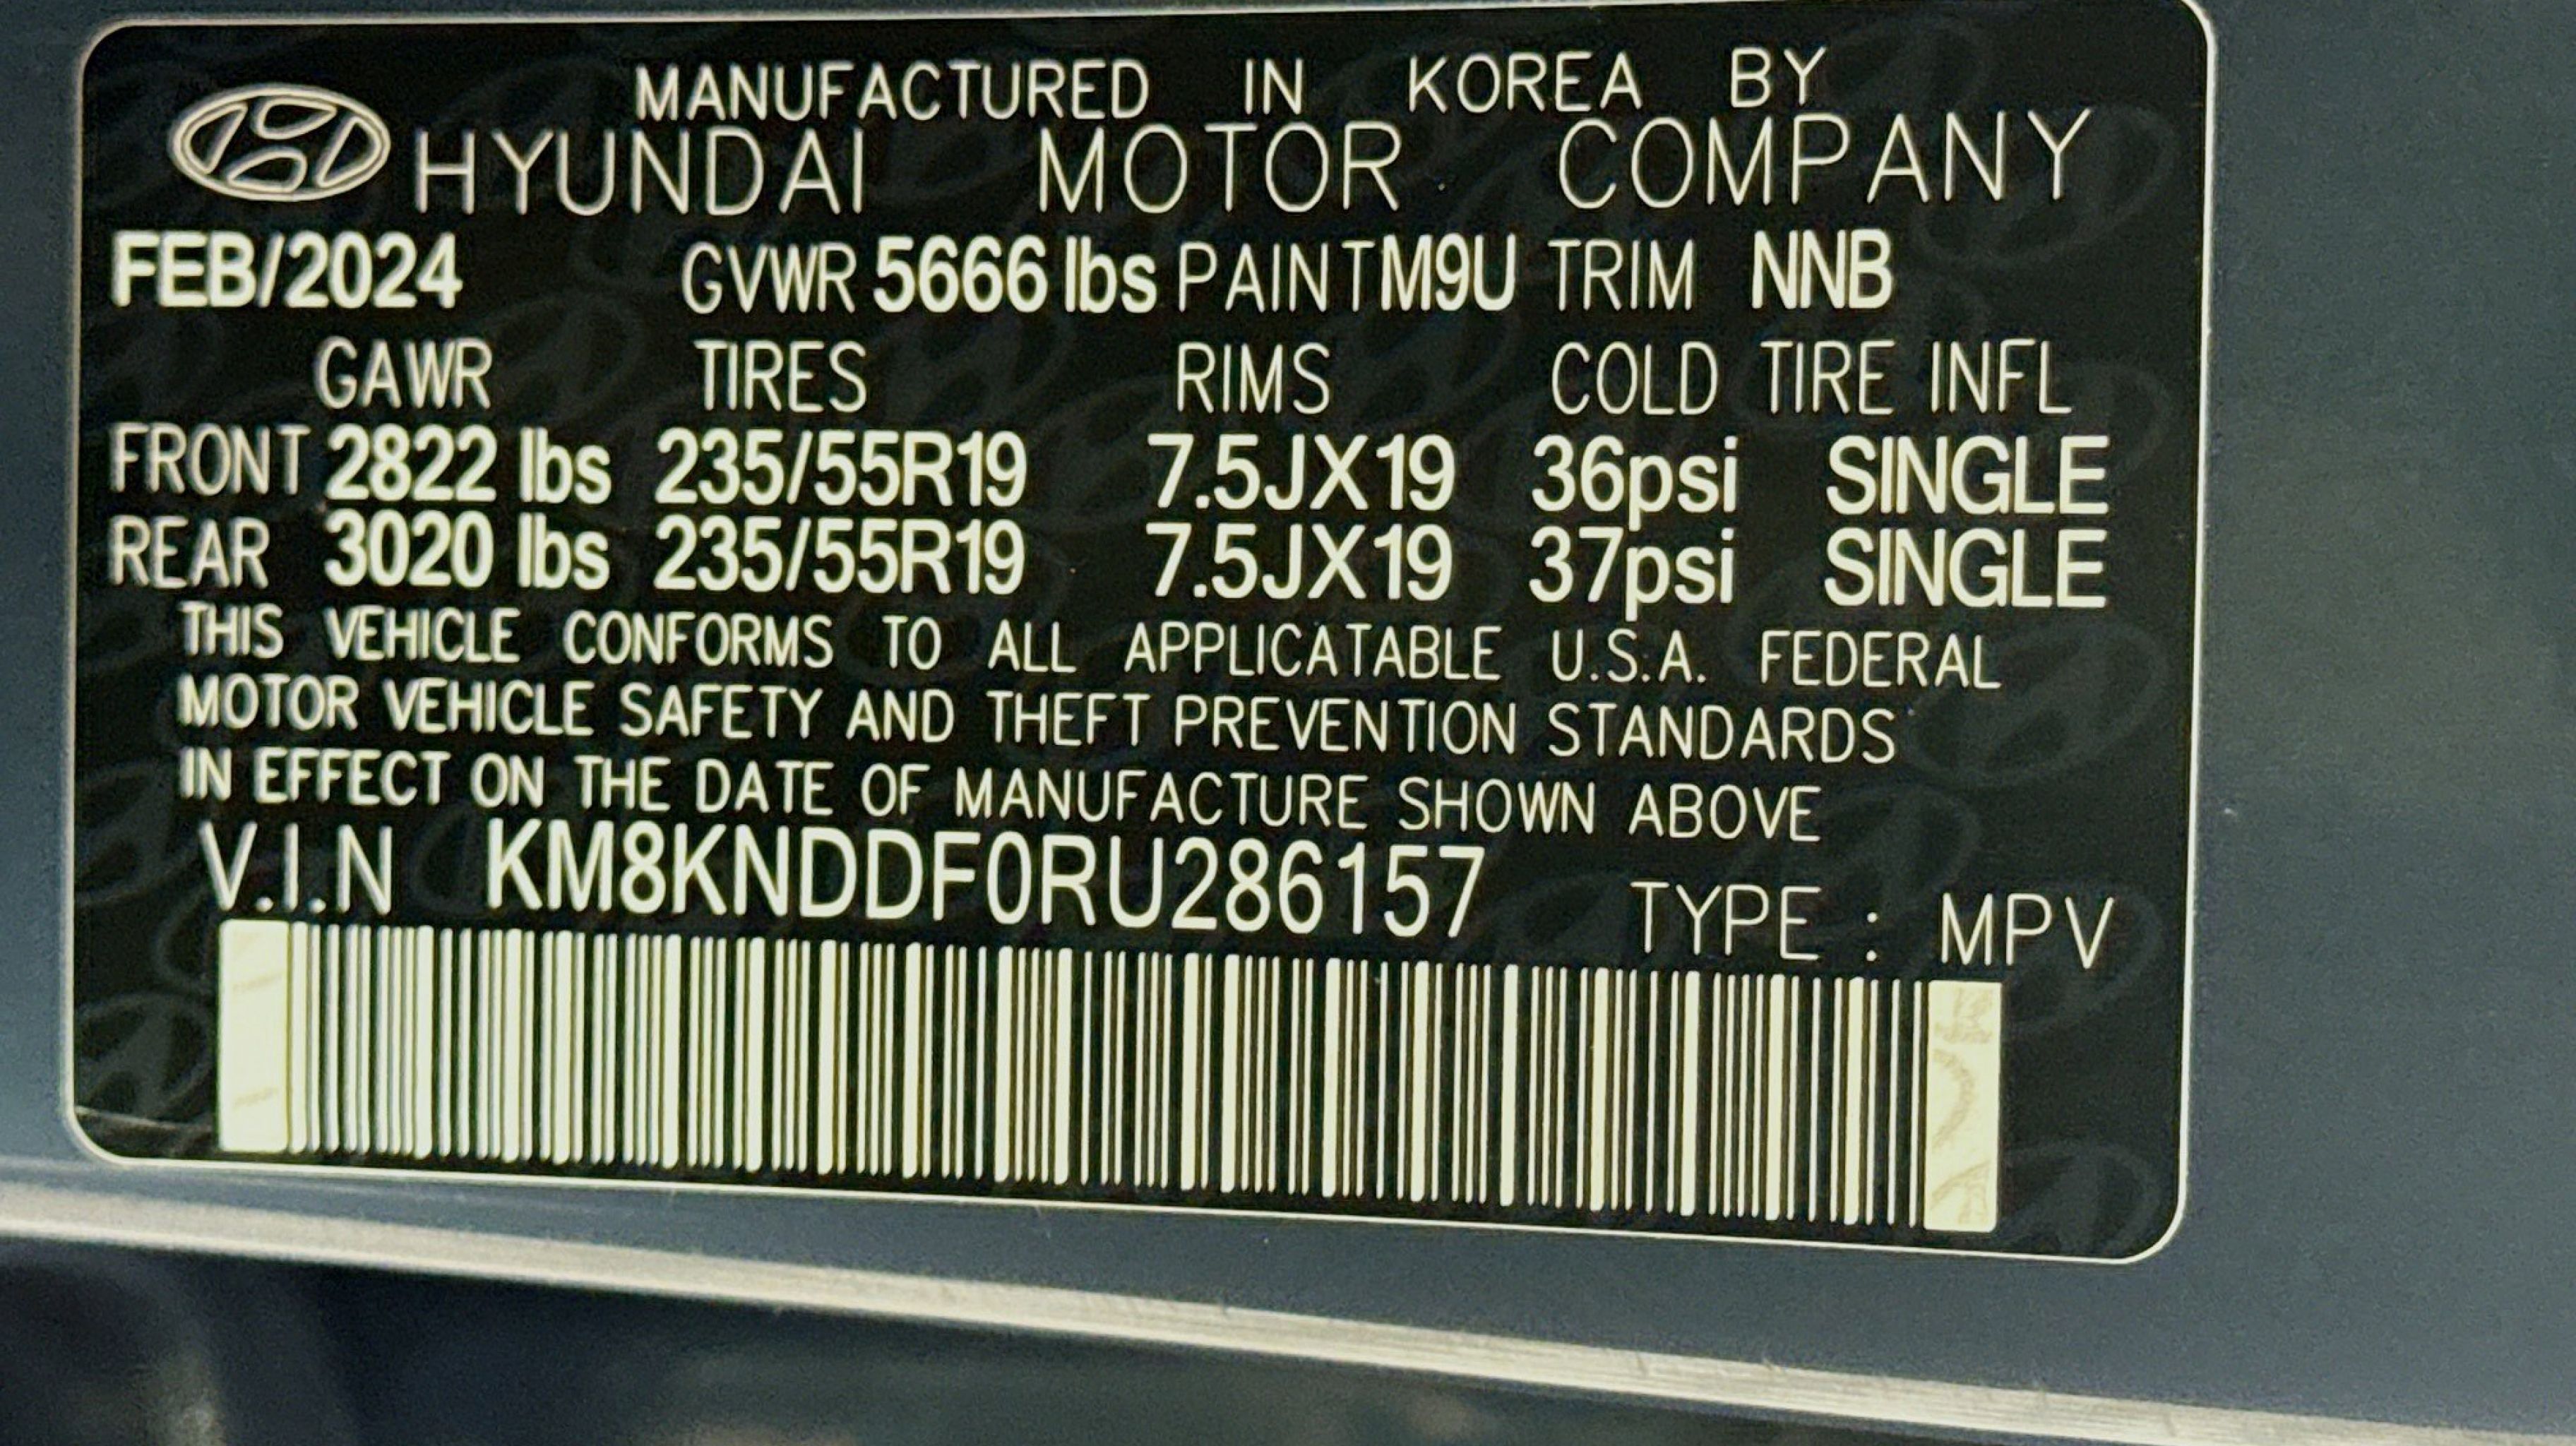 MANUFACTURED IN KOREA BY
HYUNDAI MOTOR COMPANY
FEB/2024 GVWR 5666 lbs PAINT M9U TRIM NNB
GAWR TIRES RIMS COLD TIRE INFL
FRONT 2822 lbs 235/55R19 7.5JX19 36psi SINGLE
REAR 3020 lbs 235/55R19 7.5JX19 37psi SINGLE
THIS VEHICLE CONFORMS TO ALL APPLICATABLE U.S.A. FEDERAL
MOTOR VEHICLE SAFETY AND THEFT PREVENTION STANDARDS
IN EFFECT ON THE DATE OF MANUFACTURE SHOWN ABOVE
V.I.N KM8KNDDF0RU286157 TYPE : MPV